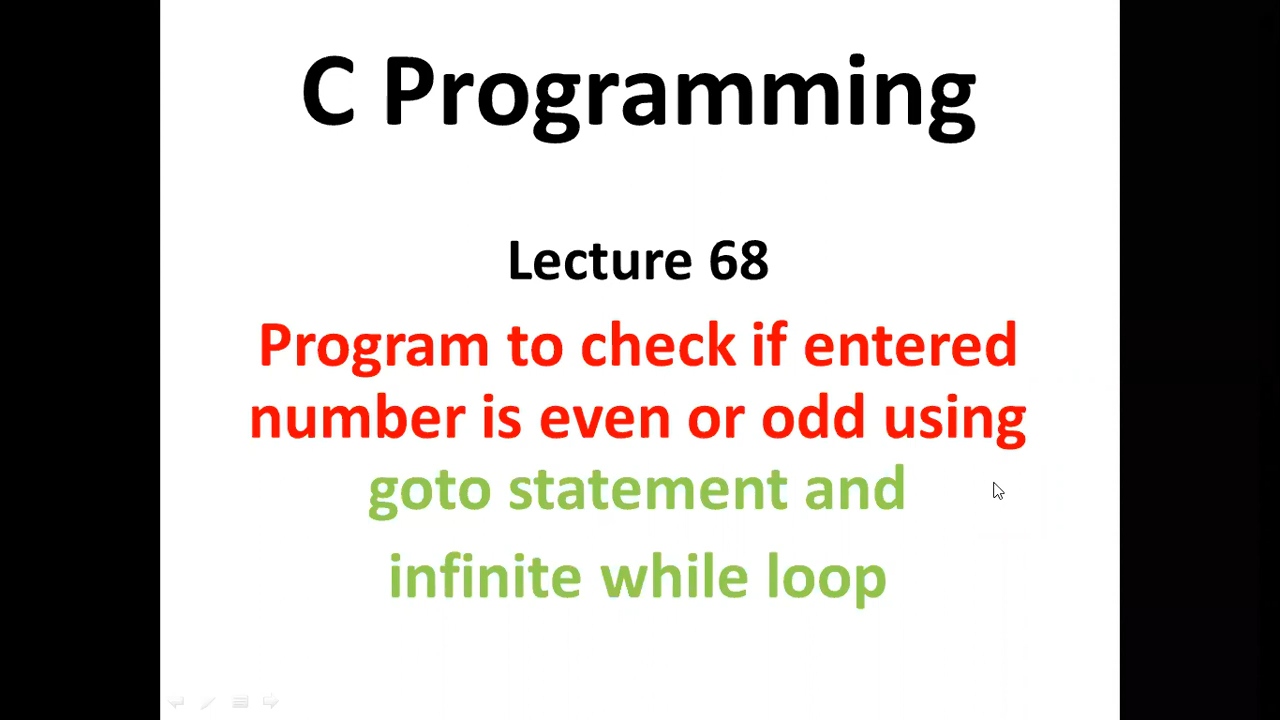 C Programming
Lecture 68
Program to check if entered
number is even or odd using
goto statement and
infinite while loop